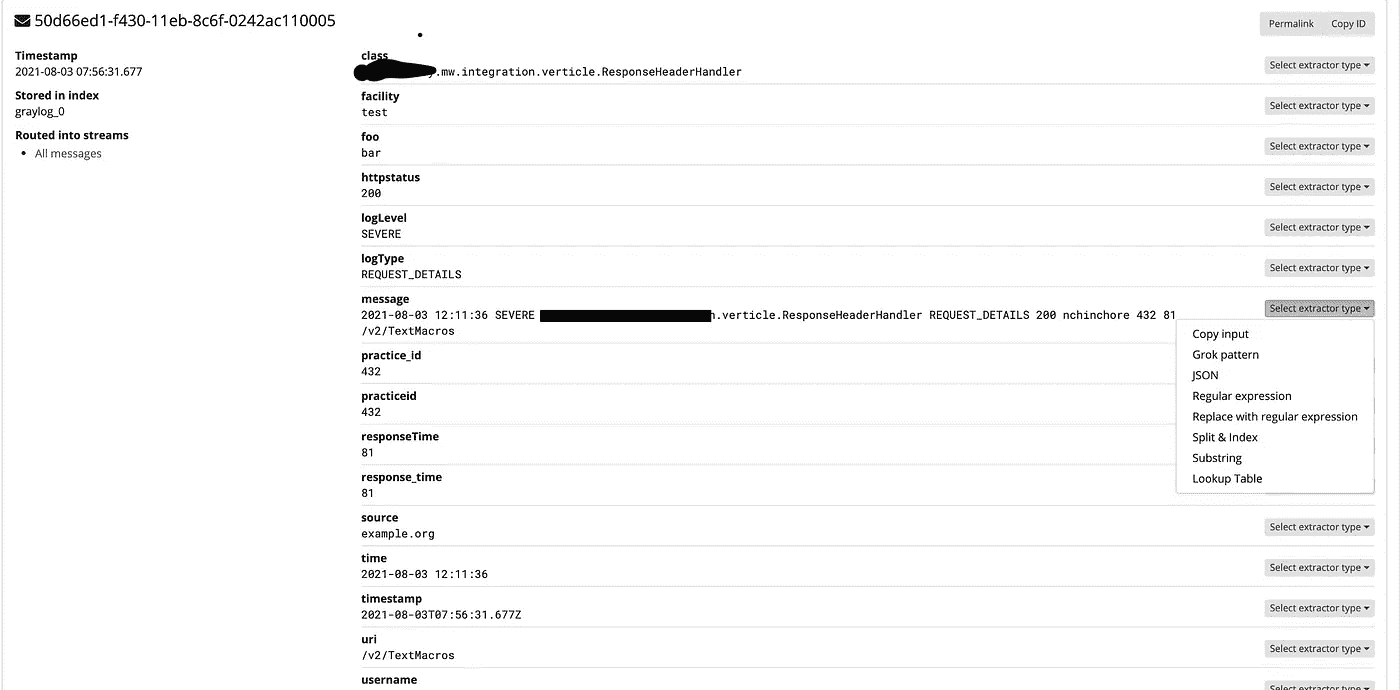 50d66ed1-f430-11eb-8c6f-0242ac110005
Permalink Copy ID
Timestamp
2021-08-03 07:56:31.677
Stored in index
graylog_0
Routed into streams
• All messages
class
.mw.integration.verticle.ResponseHeaderHandler
Select extractor type
facility
test
Select extractor type
foo
bar
Select extractor type
httpstatus
200
Select extractor type
logLevel
SEVERE
Select extractor type
logType
REQUEST_DETAILS
Select extractor type
message
2021-08-03 12:11:36 SEVERE .verticle.ResponseHeaderHandler REQUEST_DETAILS 200 nchinchore 432 81
/v2/TextMacros
Select extractor type
Copy input
Grok pattern
JSON
Regular expression
Replace with regular expression
Split & Index
Substring
Lookup Table
practice_id
432
practiceid
432
responseTime
81
response_time
81
source
example.org
Select extractor type
time
2021-08-03 12:11:36
Select extractor type
timestamp
2021-08-03T07:56:31.677Z
Select extractor type
uri
/v2/TextMacros
Select extractor type
username
Select extractor type